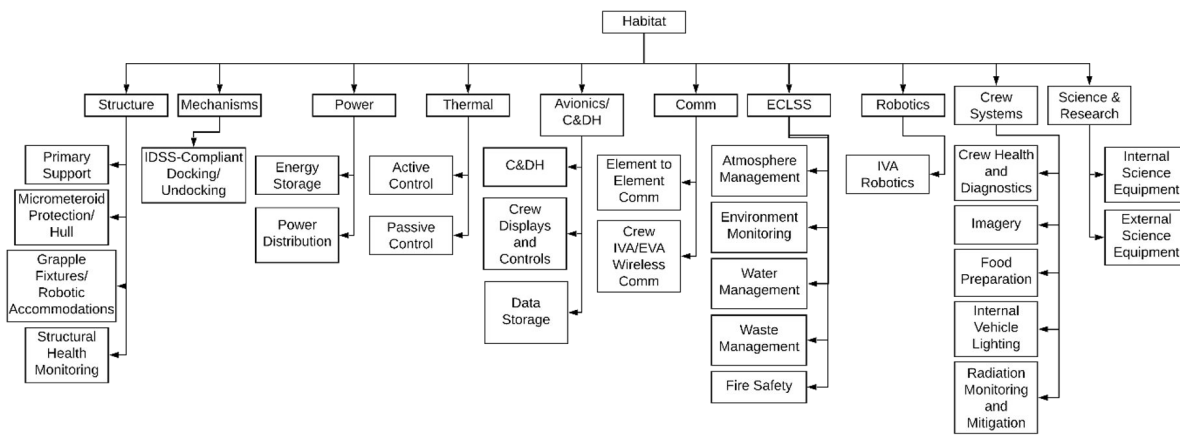 Habitat
Structure
Mechanisms
Power
Thermal
Avionics/
C&DH
Comm
ECLSS
Robotics
Crew
Systems
Science &
Research
Primary
Support
Micrometeroid
Protection/
Hull
Grapple
Fixtures/
Robotic
Accommodations
Structural
Health
Monitoring
IDSS-Compliant
Docking/
Undocking
Energy
Storage
Power
Distribution
Active
Control
Passive
Control
C&DH
Crew
Displays
and
Controls
Data
Storage
Element to
Element
Comm
Crew
IVA/EVA
Wireless
Comm
Atmosphere
Management
Environment
Monitoring
Water
Management
Waste
Management
Fire Safety
IVA
Robotics
Crew Health
and
Diagnostics
Imagery
Food
Preparation
Internal
Vehicle
Lighting
Radiation
Monitoring
and
Mitigation
Internal
Science
Equipment
External
Science
Equipment